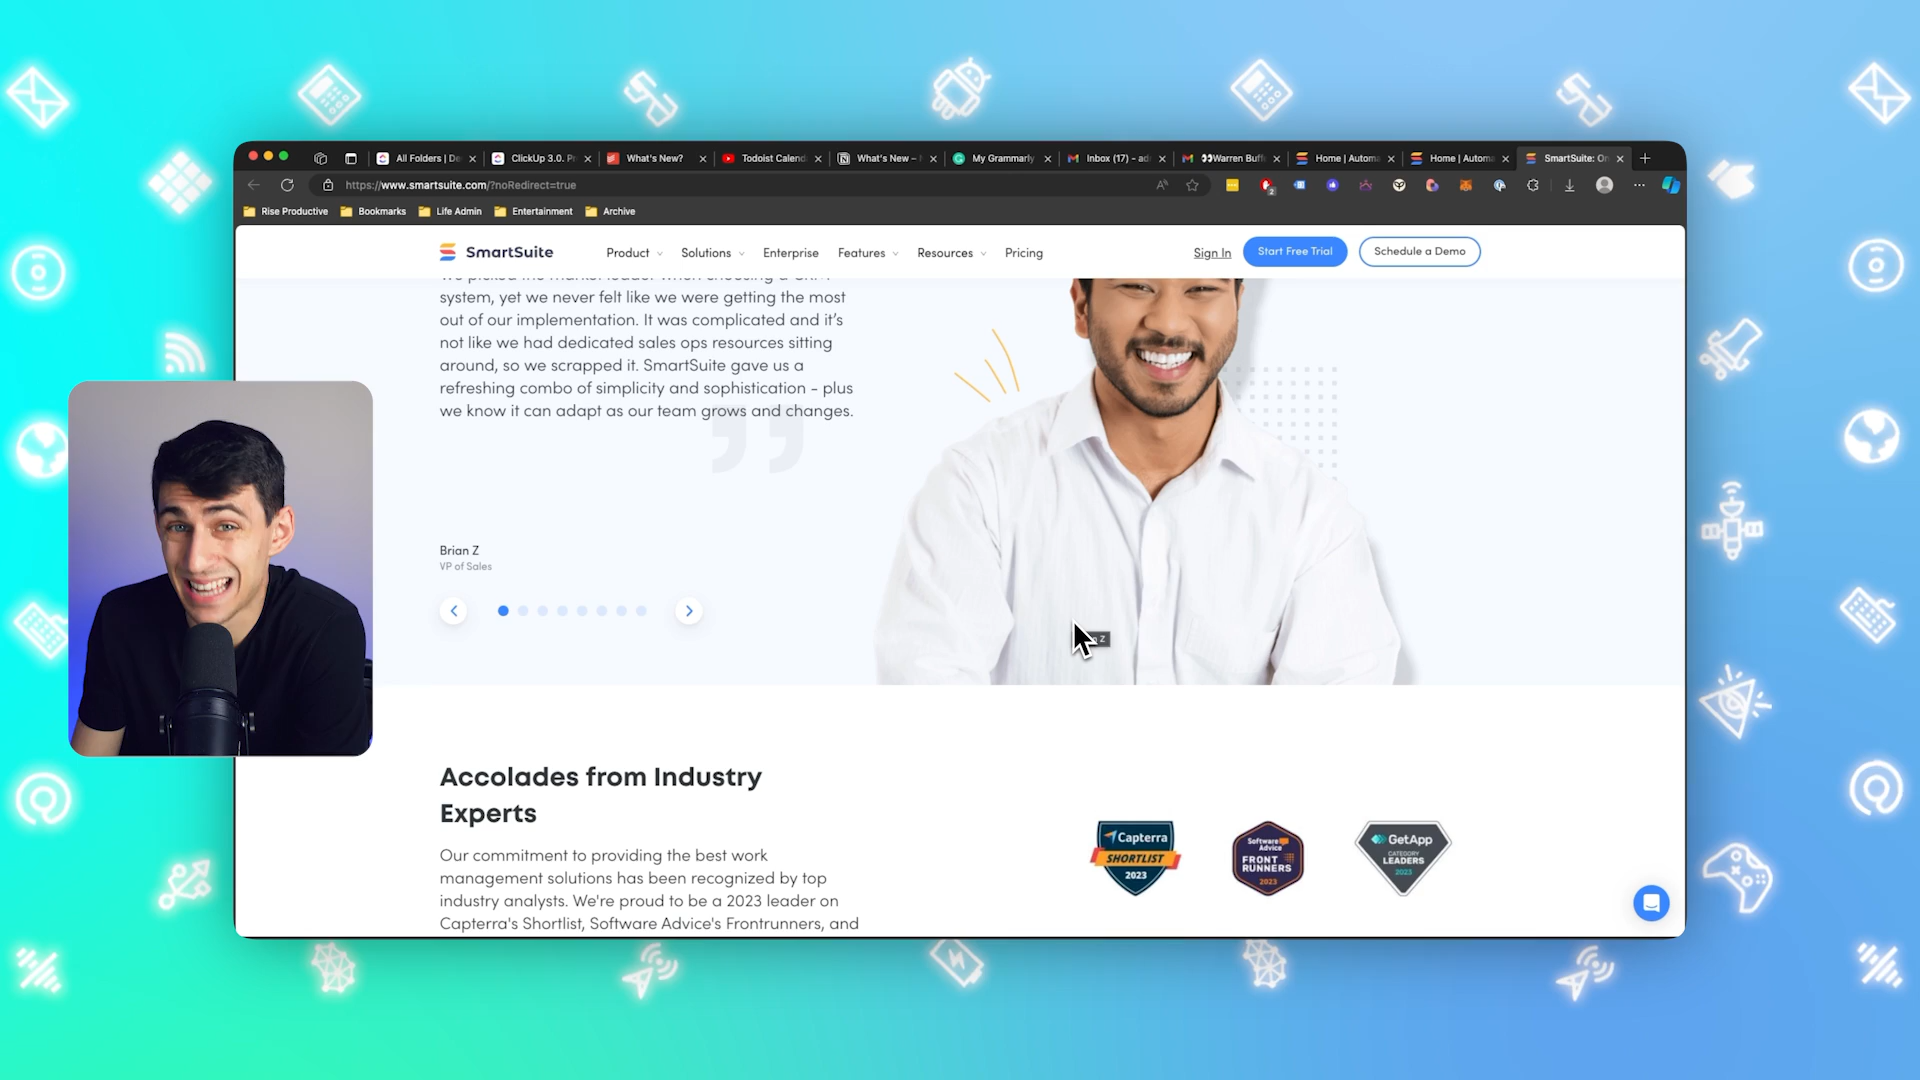 All Folders | De
ClickUp 3.0. P
What's New?
Todoist Calend
What's New –
My Grammarly
Inbox (17) - ad
Warren Buff
Home | Autom
Home | Autom
SmartSuite: On
https://www.smartsuite.com/?noRedirect=true
2
Rise Productive
Bookmarks
Life Admin
Entertainment
Archive
SmartSuite
Product
Solutions
Enterprise
Features
Resources
Pricing
Sign In
Start Free Trial
Schedule a Demo
system, yet we never felt like we were getting the most
out of our implementation. It was complicated and it’s
not like we had dedicated sales ops resources sitting
around, so we scrapped it. SmartSuite gave us a
refreshing combo of simplicity and sophistication - plus
we know it can adapt as our team grows and changes.
Brian Z
VP of Sales
Z
Accolades from Industry
Experts
Our commitment to providing the best work
management solutions has been recognized by top
industry analysts. We're proud to be a 2023 leader on
Capterra's Shortlist, Software Advice's Frontrunners, and
Capterra
SHORTLIST
2023
Software
Advice
FRONT
RUNNERS
2023
GetApp
CATEGORY
LEADERS
2023